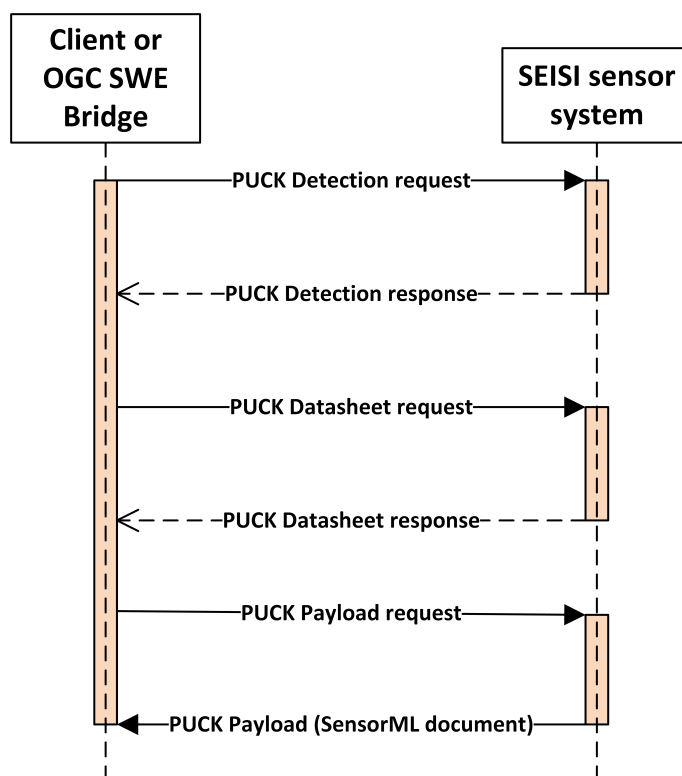 Client or
OGC SWE
Bridge
SEISI sensor
system
PUCK Detection request
PUCK Detection response
PUCK Datasheet request
PUCK Datasheet response
PUCK Payload request
PUCK Payload (SensorML document)